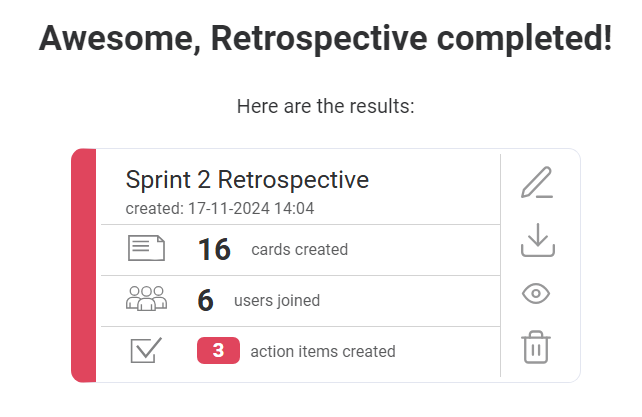 Awesome, Retrospective completed!
Here are the results:
Sprint 2 Retrospective
created: 17-11-2024 14:04
16 cards created
6 users joined
3 action items created